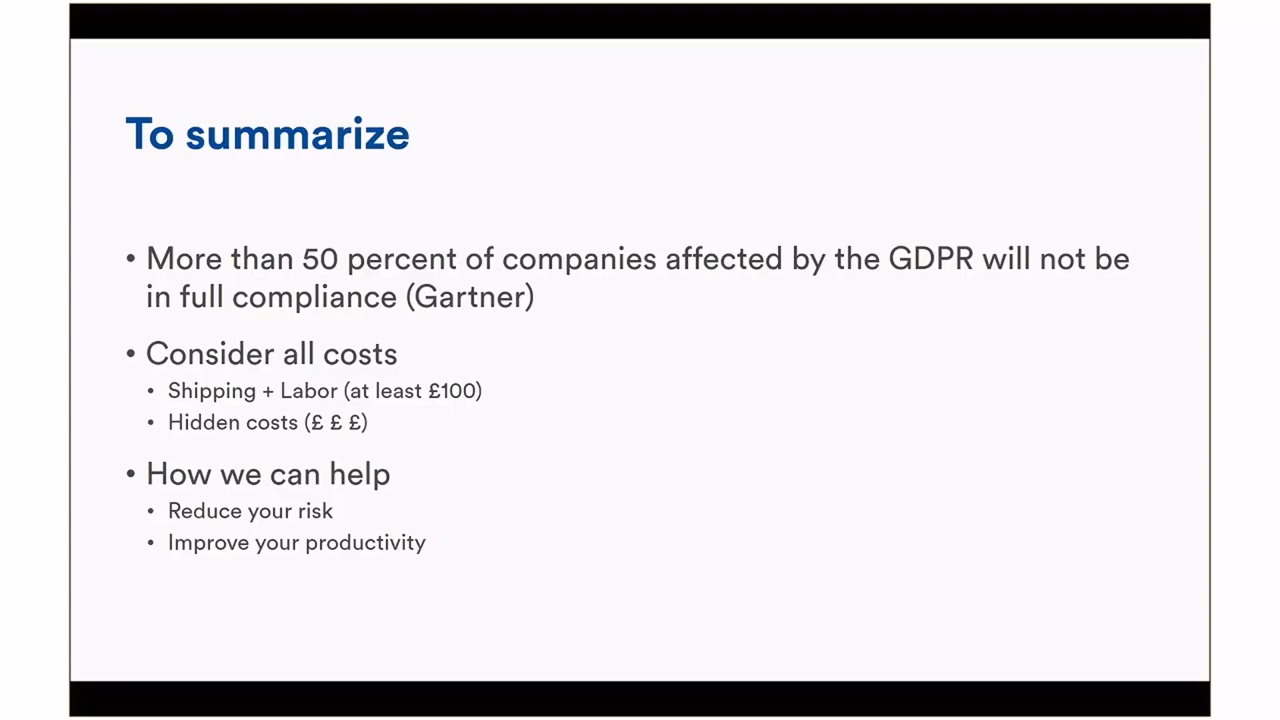 To summarize
• More than 50 percent of companies affected by the GDPR will not be
in full compliance (Gartner)
• Consider all costs
• Shipping + Labor (at least £100)
• Hidden costs (£ £ £)
• How we can help
• Reduce your risk
• Improve your productivity